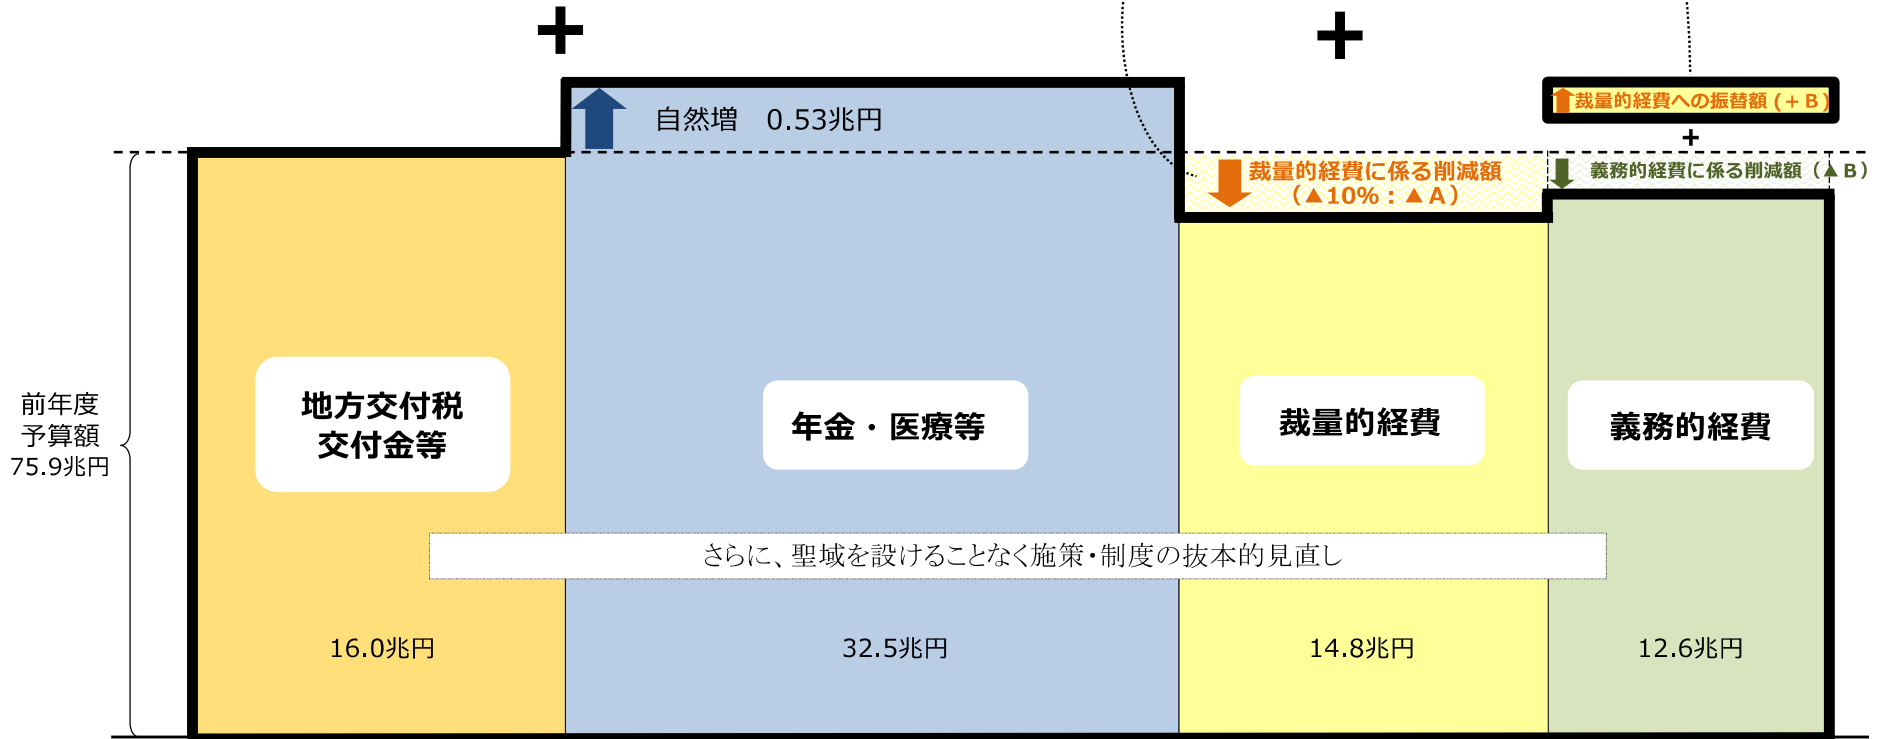 +
+
自然増 0.53兆円
裁量的経費への振替額(+B)
+
裁量的経費に係る削減額
(▲10%:▲A)
義務的経費に係る削減額(▲B)
前年度
予算額
75.9兆円
地方交付税
交付金等
年金・医療等
裁量的経費
義務的経費
さらに、聖域を設けることなく施策・制度の抜本的見直し
16.0兆円
32.5兆円
14.8兆円
12.6兆円